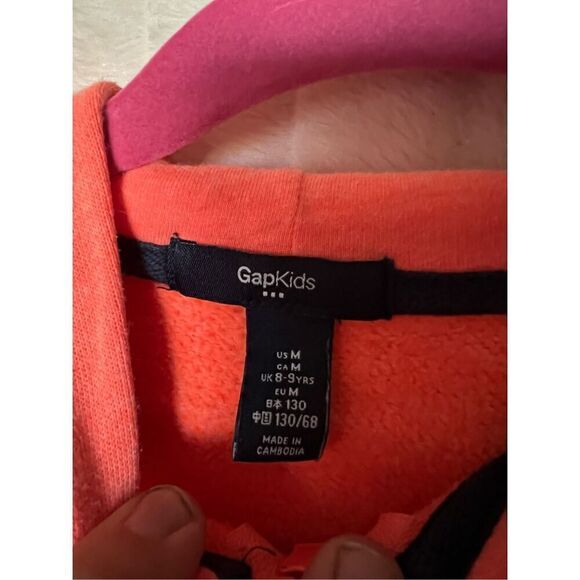 GapKids
US M
CA M
UK 8-9YRS
EU M
日本 130
中国 130/68
MADE IN
CAMBODIA